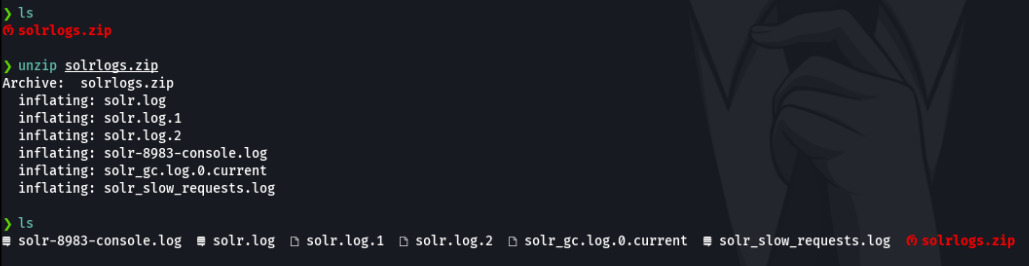 ❯ ls
solrlogs.zip
❯ unzip solrlogs.zip
Archive:  solrlogs.zip
  inflating: solr.log
  inflating: solr.log.1
  inflating: solr.log.2
  inflating: solr-8983-console.log
  inflating: solr_gc.log.0.current
  inflating: solr_slow_requests.log
❯ ls
solr-8983-console.log  solr.log  solr.log.1  solr.log.2  solr_gc.log.0.current  solr_slow_requests.log  solrlogs.zip